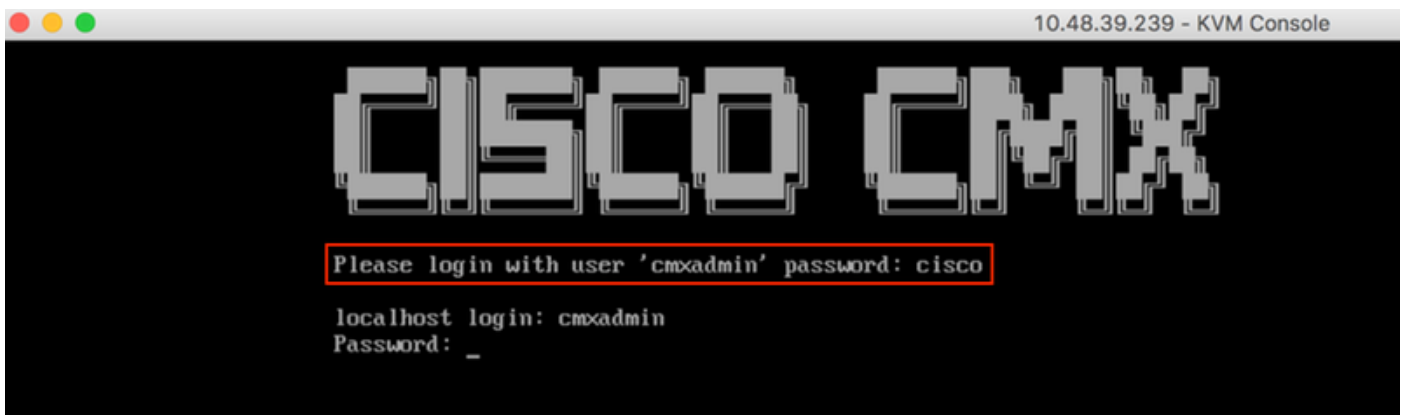 10.48.39.239 - KVM Console
CISCO CMX
Please login with user 'cmxadmin' password: cisco
localhost login: cmxadmin
Password: _